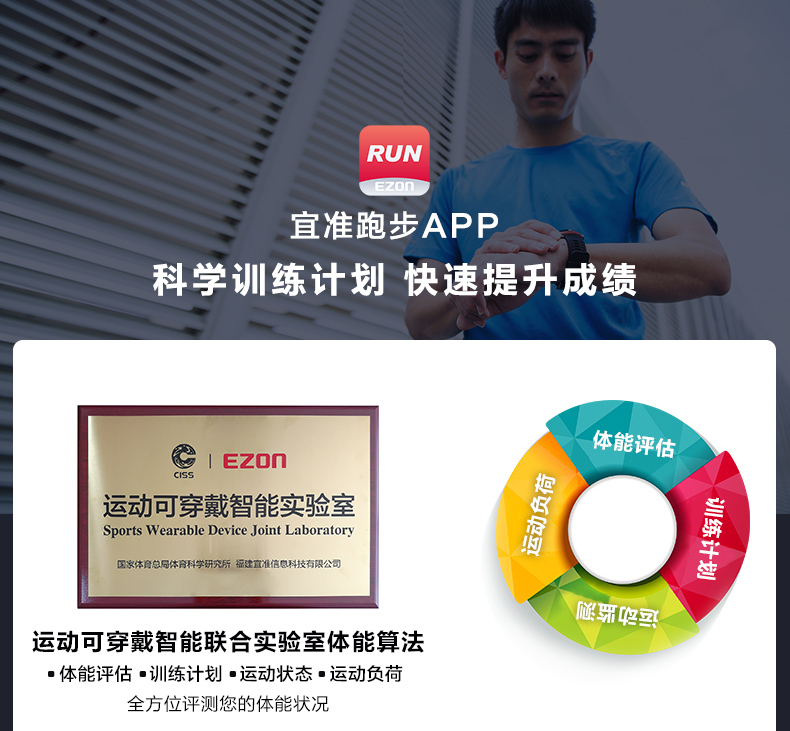 RUN
EZON
宜准跑步APP
科学训练计划 快速提升成绩
CISS | EZON
运动可穿戴智能实验室
Sports Wearable Device Joint Laboratory
国家体育总局体育科学研究所 福建宜准信息科技有限公司
体能评估
训练计划
运动监测
运动负荷
运动可穿戴智能联合实验室体能算法
▪体能评估 ▪训练计划 ▪运动状态 ▪运动负荷
全方位评测您的体能状况